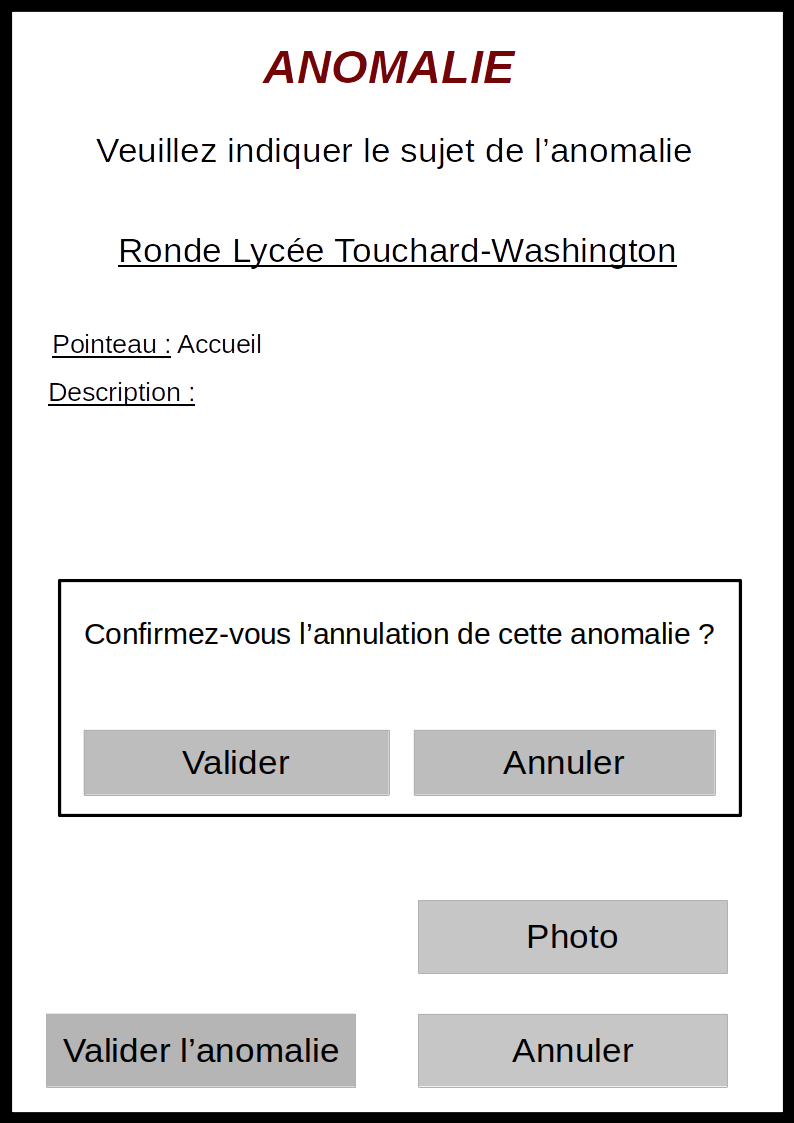 ANOMALIE
Veuillez indiquer le sujet de l’anomalie
Ronde Lycée Touchard-Washington
Pointeau : Accueil
Description :
Confirmez-vous l’annulation de cette anomalie ?
Valider
Annuler
Photo
Valider l’anomalie
Annuler